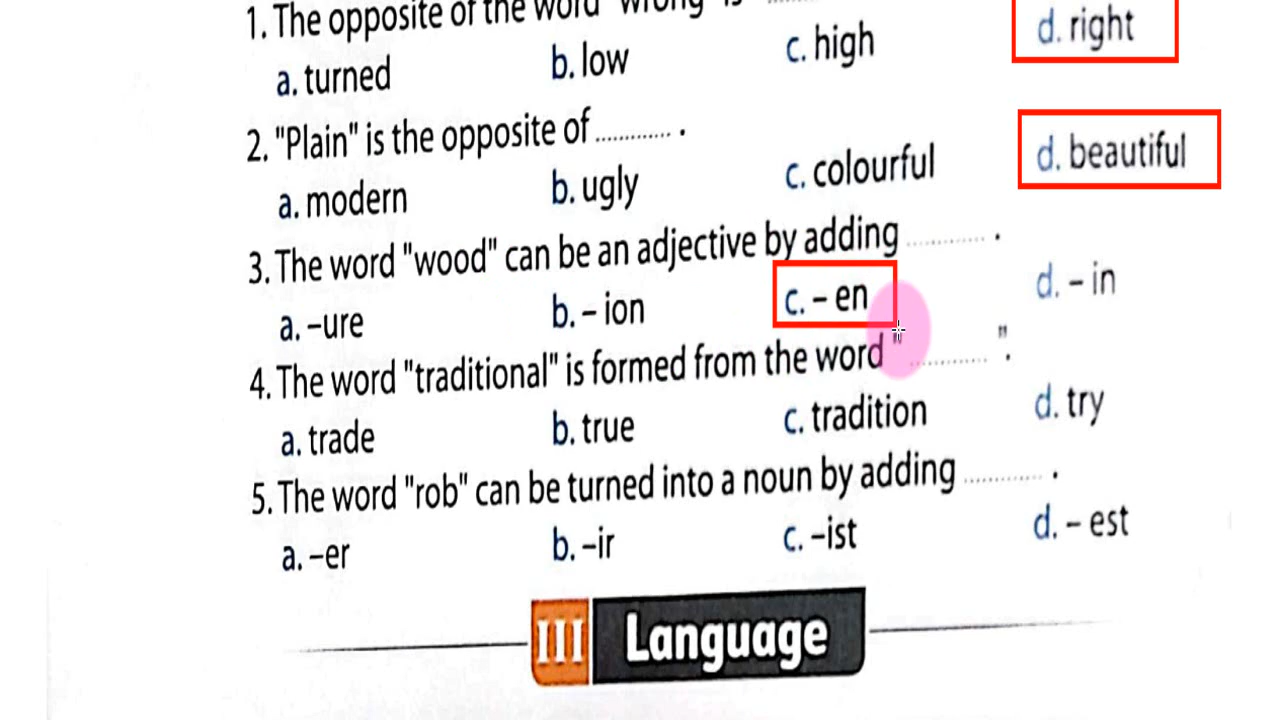 1. The opposite of the word "wrong" is ............
a. turned b. low c. high d. right
2. "Plain" is the opposite of ............ .
a. modern b. ugly c. colourful d. beautiful
3. The word "wood" can be an adjective by adding ............ .
a. –ure b. – ion c. – en d. – in
4. The word "traditional" is formed from the word " ............ ".
a. trade b. true c. tradition d. try
5. The word "rob" can be turned into a noun by adding ............ .
a. –er b. –ir c. –ist d. – est
III Language